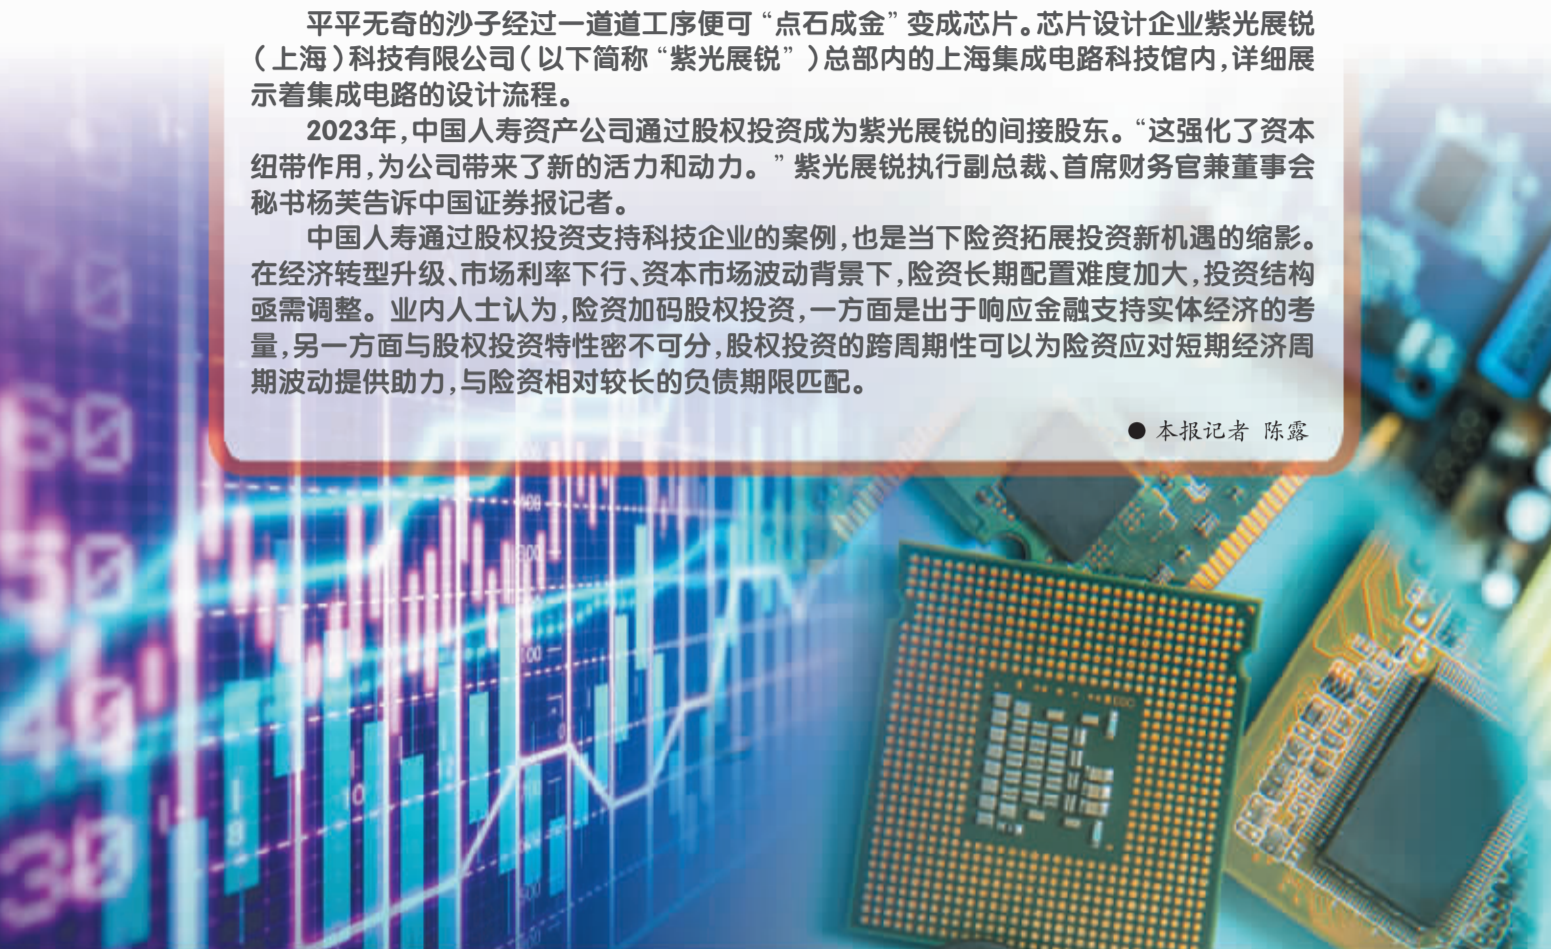 平平无奇的沙子经过一道道工序便可“点石成金”变成芯片。芯片设计企业紫光展锐
（上海）科技有限公司（以下简称“紫光展锐”）总部内的上海集成电路科技馆内，详细展
示着集成电路的设计流程。
2023年，中国人寿资产公司通过股权投资成为紫光展锐的间接股东。“这强化了资本
纽带作用，为公司带来了新的活力和动力。”紫光展锐执行副总裁、首席财务官兼董事会
秘书杨芙告诉中国证券报记者。
中国人寿通过股权投资支持科技企业的案例，也是当下险资拓展投资新机遇的缩影。
在经济转型升级、市场利率下行、资本市场波动背景下，险资长期配置难度加大，投资结构
亟需调整。业内人士认为，险资加码股权投资，一方面是出于响应金融支持实体经济的考
量，另一方面与股权投资特性密不可分，股权投资的跨周期性可以为险资应对短期经济周
期波动提供助力，与险资相对较长的负债期限匹配。
● 本报记者 陈露
70
60
50
40
30
10
8